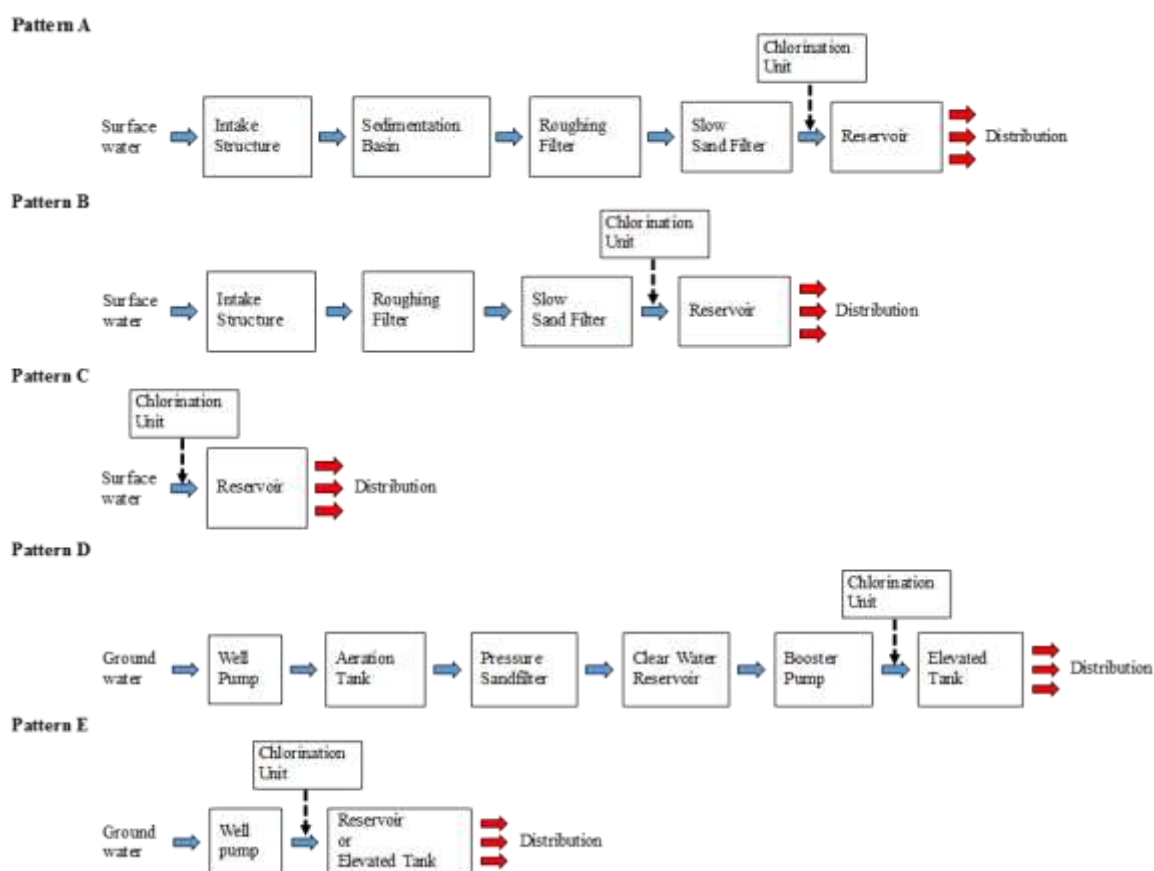 Pattern A
Chlorination
Unit
Surface
water
Intake
Structure
Sedimentation
Basin
Roughing
Filter
Slow
Sand Filter
Reservoir
Distribution
Pattern B
Chlorination
Unit
Surface
water
Intake
Structure
Roughing
Filter
Slow
Sand Filter
Reservoir
Distribution
Pattern C
Chlorination
Unit
Surface
water
Reservoir
Distribution
Pattern D
Chlorination
Unit
Ground
water
Well
Pump
Aeration
Tank
Pressure
Sandfilter
Clear Water
Reservoir
Booster
Pump
Elevated
Tank
Distribution
Pattern E
Chlorination
Unit
Ground
water
Well
pump
Reservoir
or
Elevated Tank
Distribution